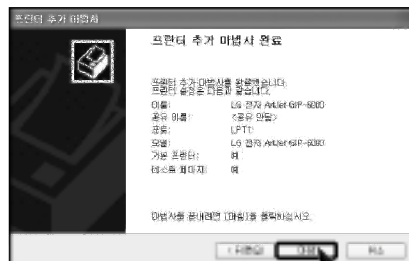 프린터 추가 마법사
프린터 추가 마법사 완료
프린터 추가 마법사를 완료했습니다.
프린터 설정은 다음과 같습니다.
이름: LG 전자 ArtJet GIP-6000
공유 이름: <공유 안함>
포트: LPT1:
모델: LG 전자 ArtJet GIP-6000
기본 프린터: 예
테스트 페이지: 예
마법사를 끝내려면 [마침]을 클릭하십시오.
< 뒤로(B) 마침 취소